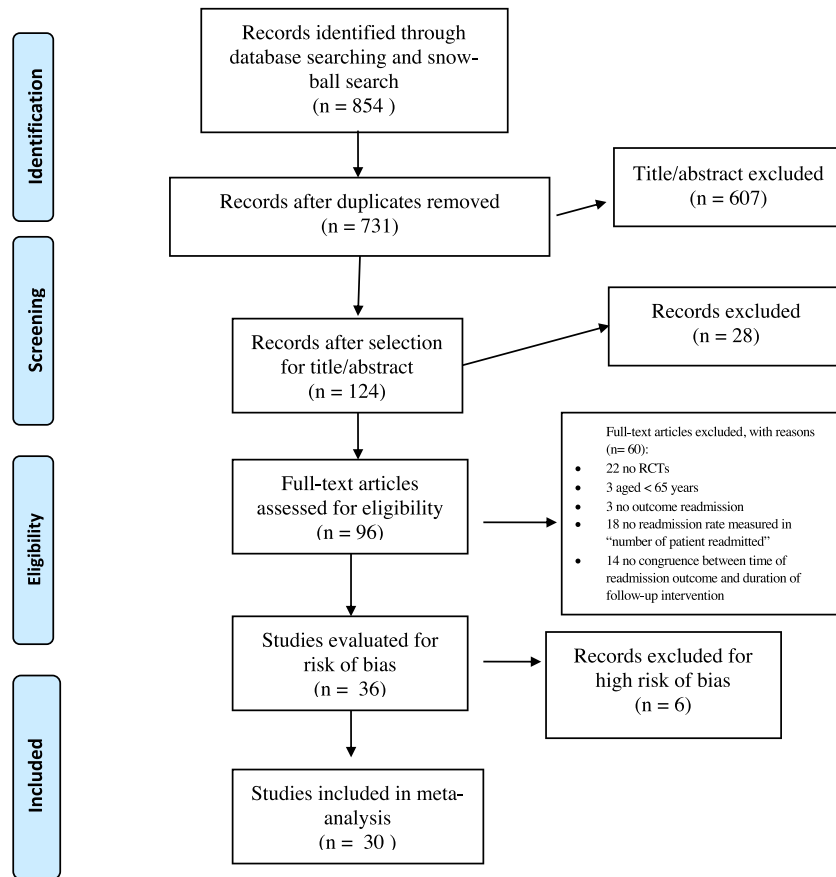 Identification
Records identified through
database searching and snow-
ball search
(n = 854 )
Records after duplicates removed
(n = 731)
Title/abstract excluded
(n = 607)
Screening
Records after selection
for title/abstract
(n = 124)
Records excluded
(n = 28)
Eligibility
Full-text articles
assessed for eligibility
(n = 96)
Full-text articles excluded, with reasons
(n= 60):
• 22 no RCTs
• 3 aged < 65 years
• 3 no outcome readmission
• 18 no readmission rate measured in
“number of patient readmitted”
• 14 no congruence between time of
readmission outcome and duration of
follow-up intervention
Studies evaluated for
risk of bias
(n = 36)
Records excluded for
high risk of bias
(n = 6)
Included
Studies included in meta-
analysis
(n = 30 )